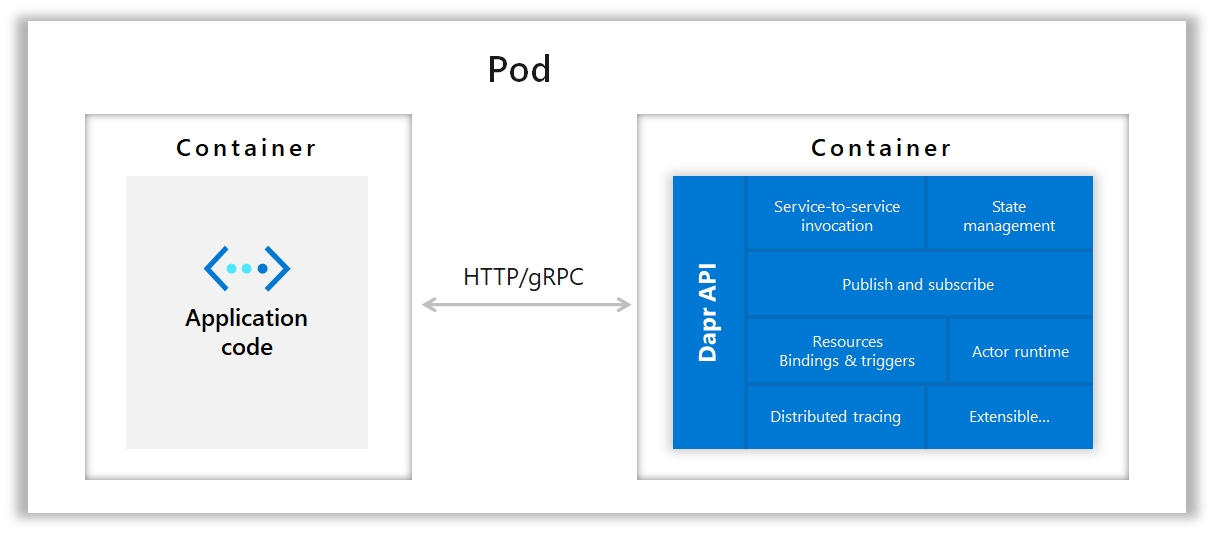 Pod
Container
Application
code
HTTP/gRPC
Container
Dapr API
Service-to-service
invocation
State
management
Publish and subscribe
Resources
Bindings & triggers
Actor runtime
Distributed tracing
Extensible...